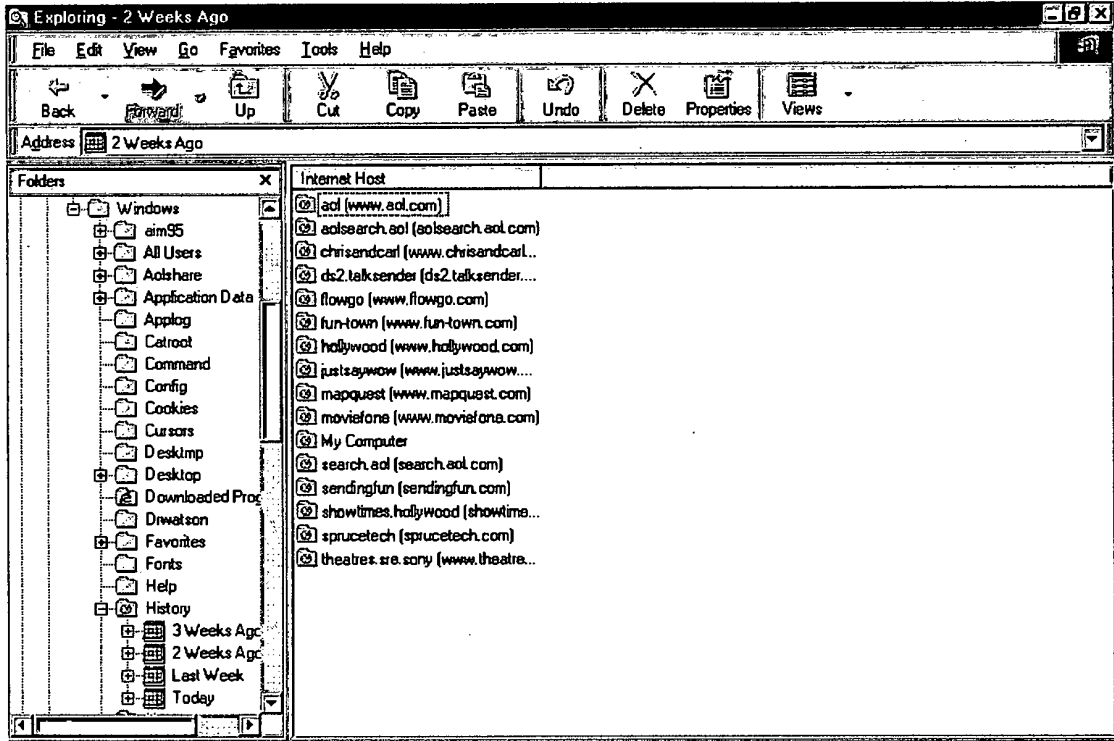 Exploring - 2 Weeks Ago
File Edit View Go Favorites Tools Help
Back Forward Up Cut Copy Paste Undo Delete Properties Views
Address 2 Weeks Ago
Folders
Windows
aim95
All Users
Aolshare
Application Data
Applog
Catroot
Command
Config
Cookies
Cursors
Desktmp
Desktop
Downloaded Prog
Drwatson
Favorites
Fonts
Help
History
3 Weeks Ago
2 Weeks Ago
Last Week
Today
Internet Host
aol (www.aol.com)
aolsearch.aol (aolsearch.aol.com)
chrisandcarl (www.chrisandcarl...
ds2.talksender (ds2.talksender....
flowgo (www.flowgo.com)
fun-town (www.fun-town.com)
hollywood (www.hollywood.com)
justsaywow (www.justsaywow....
mapquest (www.mapquest.com)
moviefone (www.moviefone.com)
My Computer
search.aol (search.aol.com)
sendingfun (sendingfun.com)
showtimes.hollywood (showtime...
sprucetech (sprucetech.com)
theatres.sre.sony (www.theatre...